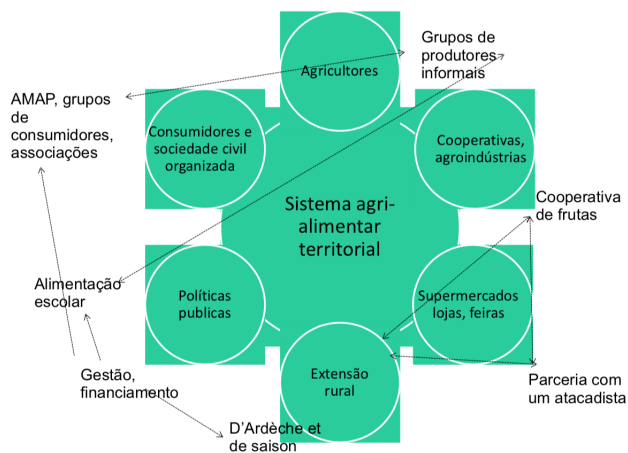 Grupos de
produtores
informais
Agricultores
AMAP, grupos
de
consumidores,
associações
Consumidores e
sociedade civil
organizada
Cooperativas,
agroindústrias
Sistema agri-
alimentar
territorial
Cooperativa
de frutas
Alimentação
escolar
Políticas
publicas
Supermercados
lojas, feiras
Gestão,
financiamento
Extensão
rural
Parceria com
um atacadista
D'Ardèche et
de saison